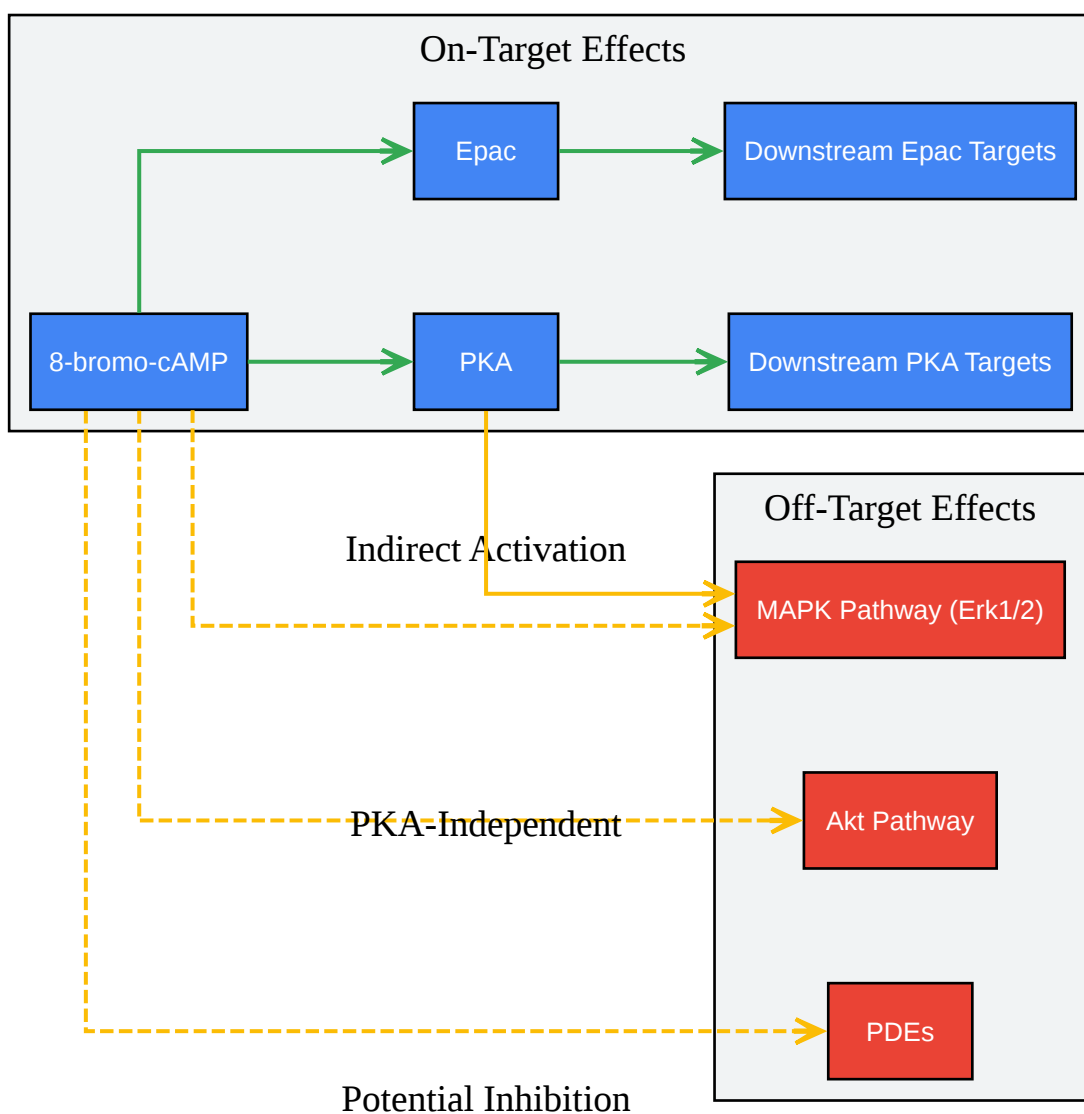 On-Target Effects
Epac
Downstream Epac Targets
8-bromo-cAMP
PKA
Downstream PKA Targets
Off-Target Effects
Indirect Activation
MAPK Pathway (Erk1/2)
PKA-Independent
Akt Pathway
PDEs
Potential Inhibition